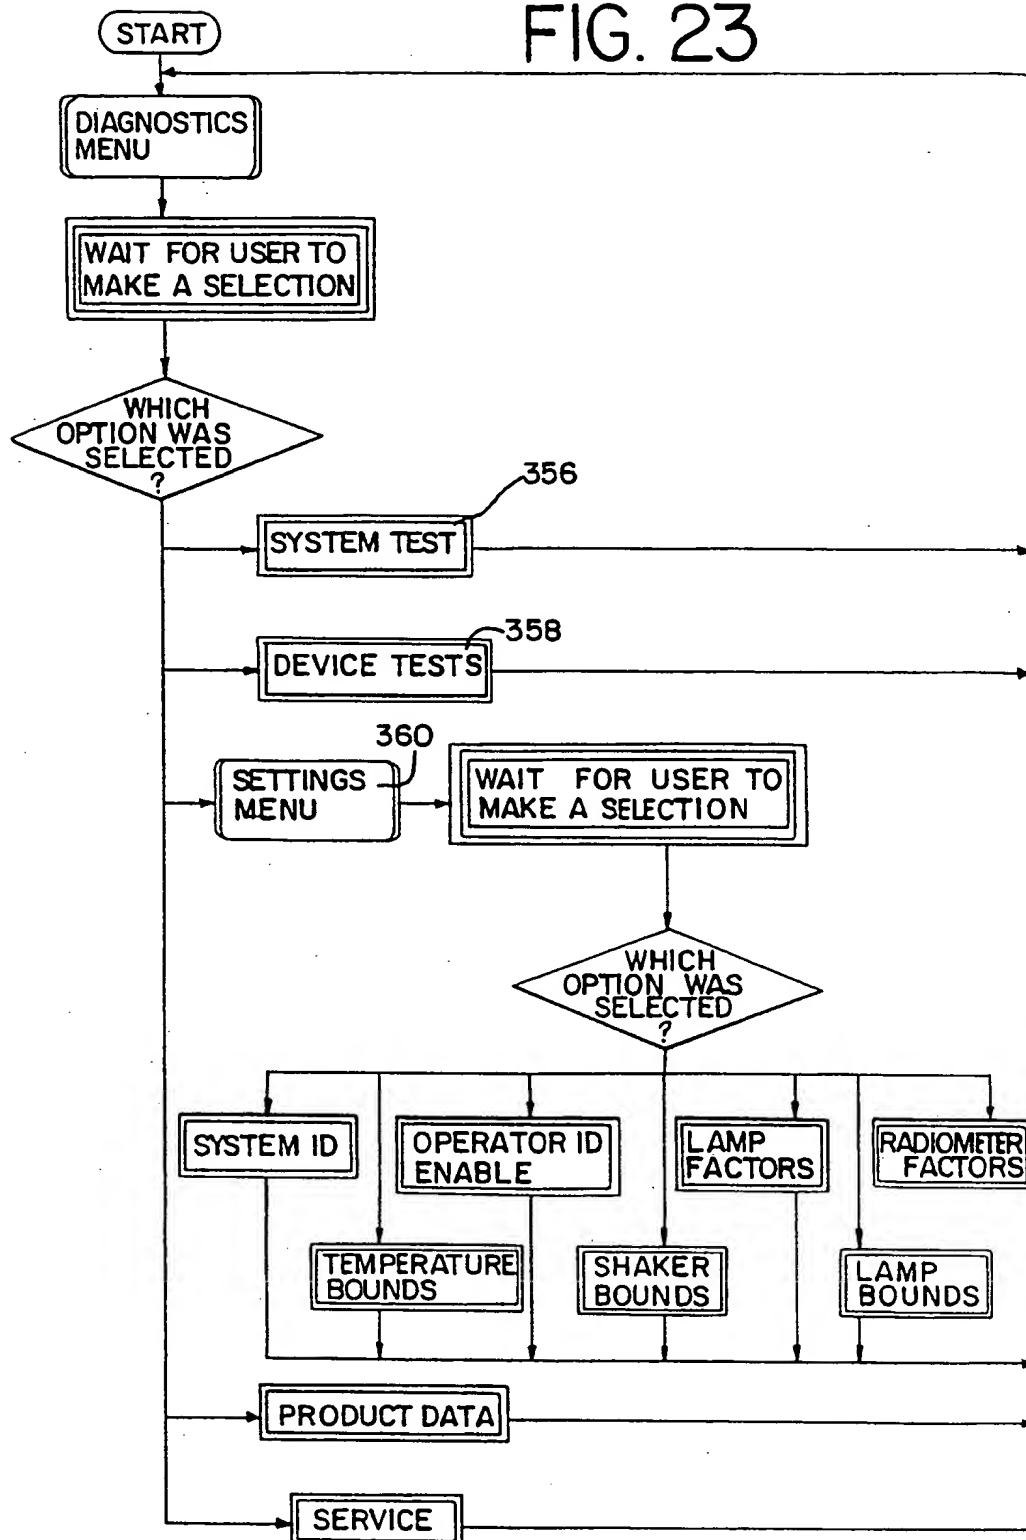 FIG. 23
START
DIAGNOSTICS
MENU
WAIT FOR USER TO
MAKE A SELECTION
WHICH
OPTION WAS
SELECTED
?
356
SYSTEM TEST
358
DEVICE TESTS
360
SETTINGS
MENU
WAIT FOR USER TO
MAKE A SELECTION
WHICH
OPTION WAS
SELECTED
?
SYSTEM ID
OPERATOR ID
ENABLE
LAMP
FACTORS
RADIOMETER
FACTORS
TEMPERATURE
BOUNDS
SHAKER
BOUNDS
LAMP
BOUNDS
PRODUCT DATA
SERVICE